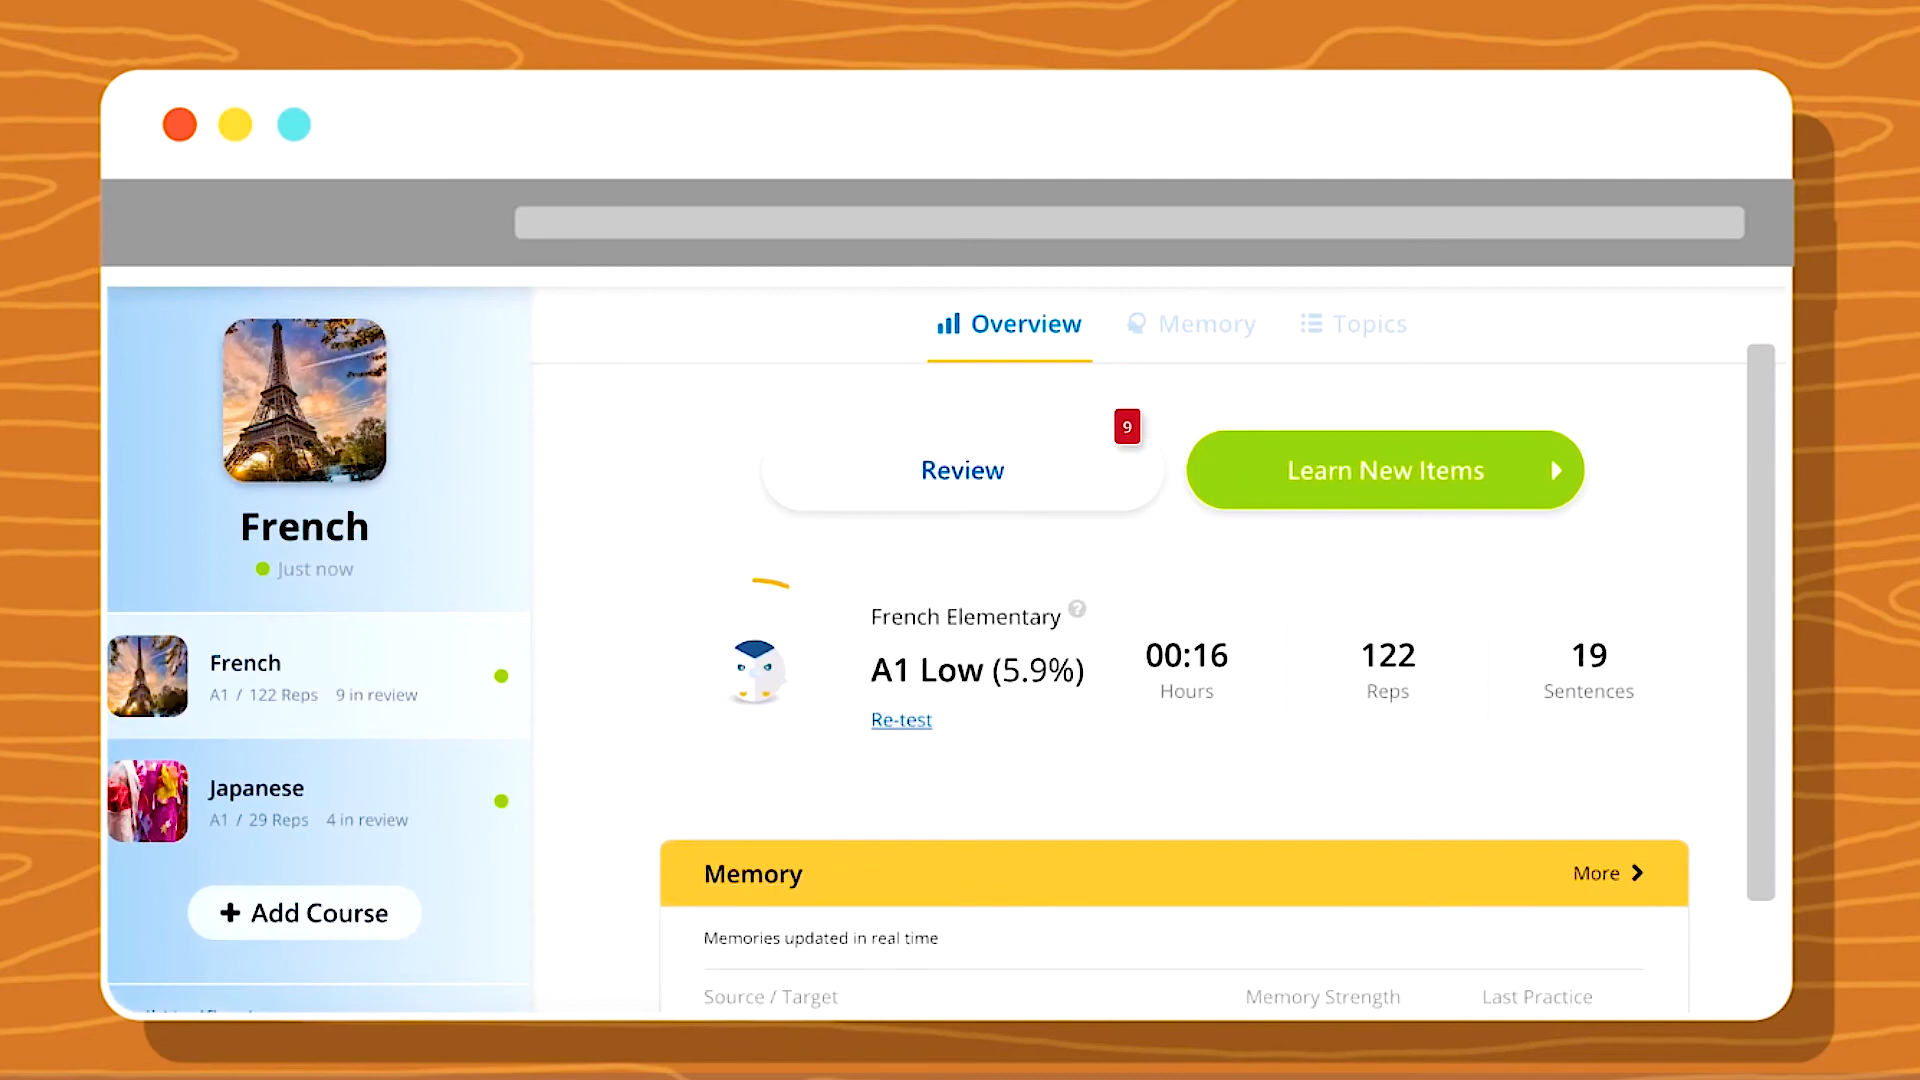 Overview
Memory
Topics
French
Just now
French
A1 / 122 Reps 9 in review
Japanese
A1 / 29 Reps 4 in review
Add Course
9
Review
Learn New Items
French Elementary ?
A1 Low (5.9%)
Re-test
00:16
Hours
122
Reps
19
Sentences
Memory
More
Memories updated in real time
Source / Target
Memory Strength
Last Practice